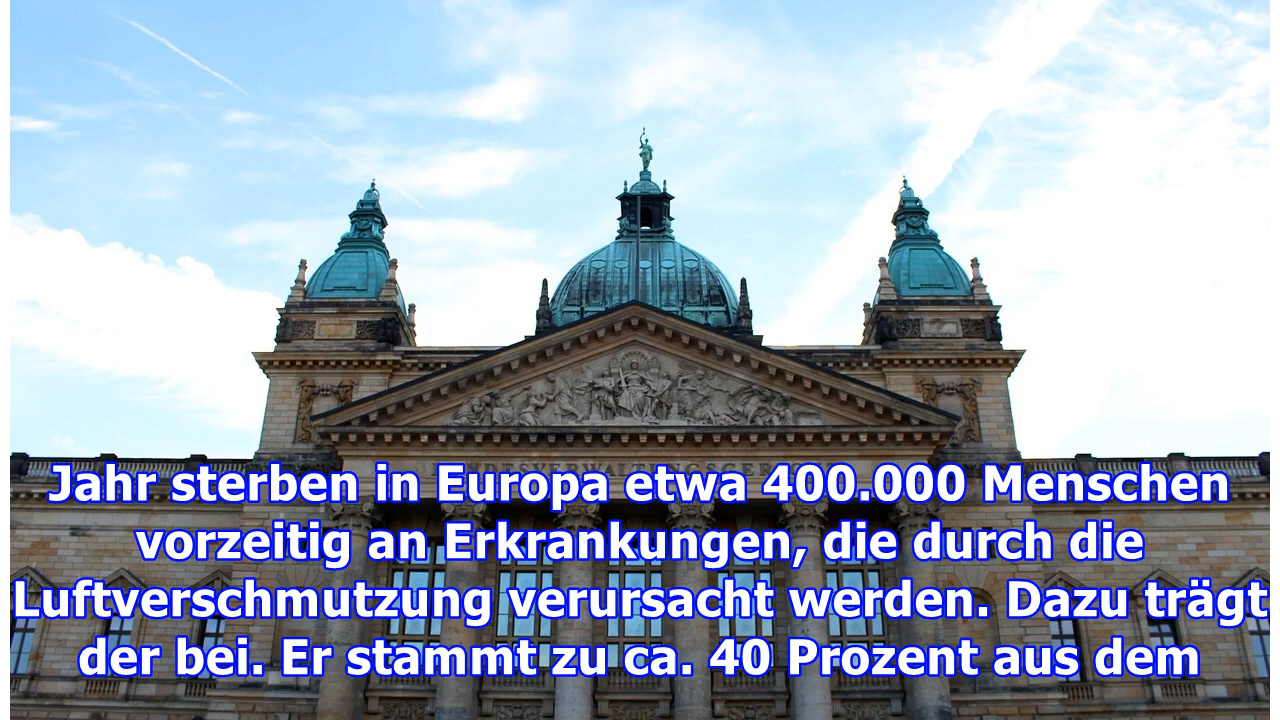 Jahr sterben in Europa etwa 400.000 Menschen
vorzeitig an Erkrankungen, die durch die
Luftverschmutzung verursacht werden. Dazu trägt
der bei. Er stammt zu ca. 40 Prozent aus dem